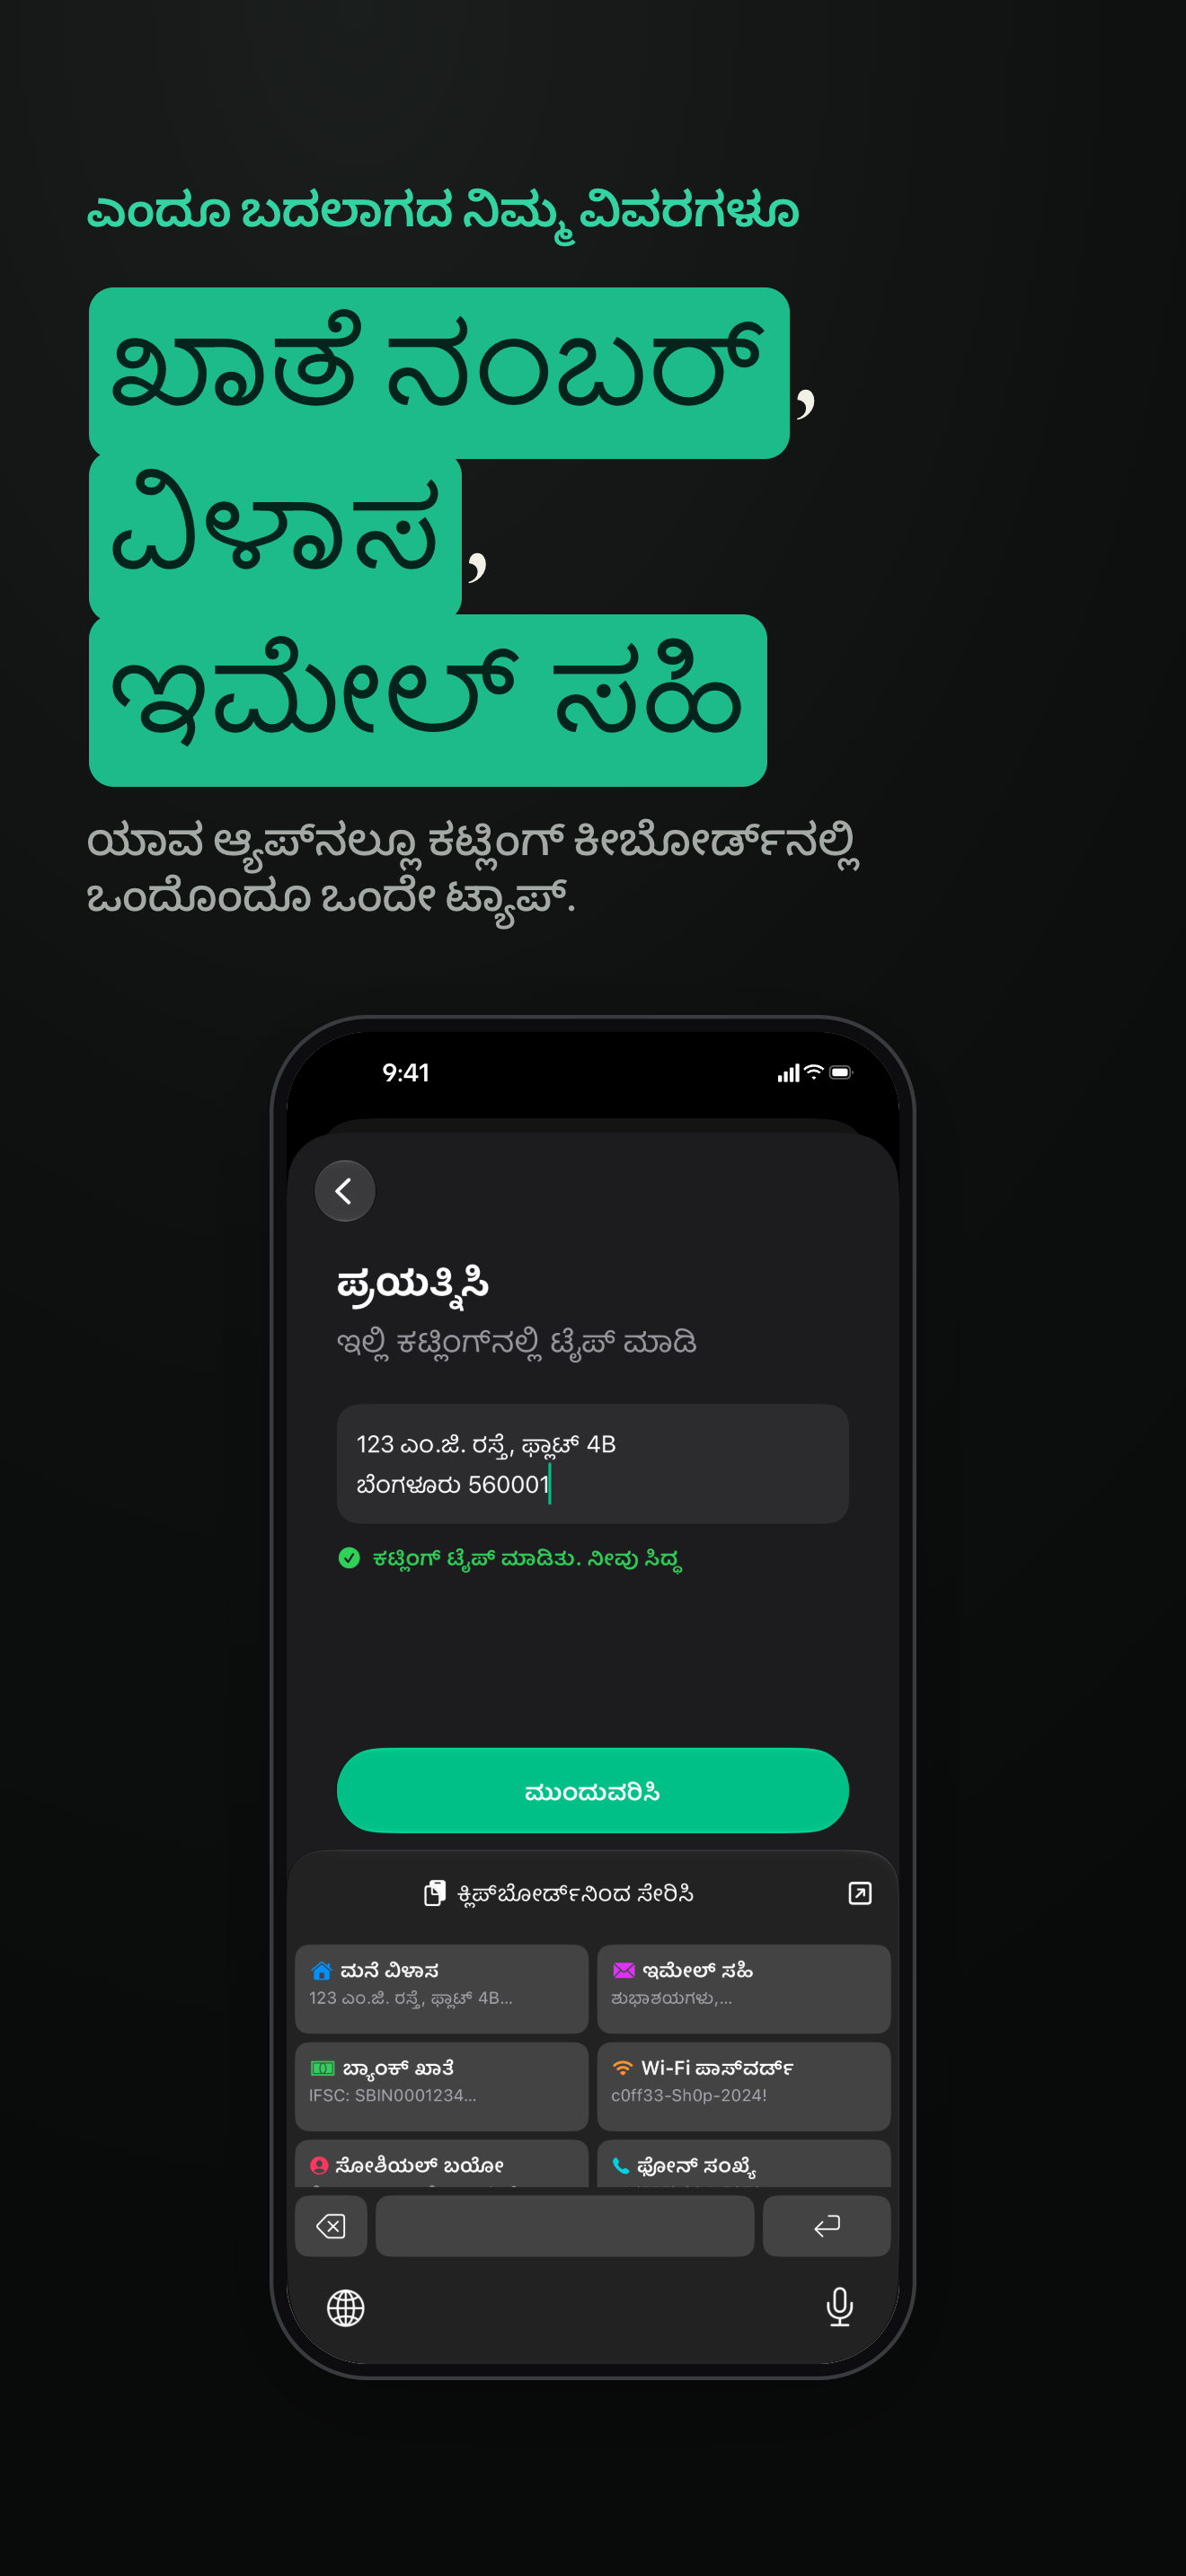 ಎಂದೂ ಬದಲಾಗದ ನಿಮ್ಮ ವಿವರಗಳೂ
ಖಾತೆ ನಂಬರ್,
ವಿಳಾಸ,
ಇಮೇಲ್ ಸಹಿ
ಯಾವ ಆ್ಯಪ್‌ನಲ್ಲೂ ಕಟ್ಲಿಂಗ್ ಕೀಬೋರ್ಡ್‌ನಲ್ಲಿ
ಒಂದೊಂದೂ ಒಂದೇ ಟ್ಯಾಪ್.
9:41
ಪ್ರಯತ್ನಿಸಿ
ಇಲ್ಲಿ ಕಟ್ಲಿಂಗ್‌ನಲ್ಲಿ ಟೈಪ್ ಮಾಡಿ
123 ಎಂ.ಜಿ. ರಸ್ತೆ, ಫ್ಲಾಟ್ 4B
ಬೆಂಗಳೂರು 560001
ಕಟ್ಲಿಂಗ್ ಟೈಪ್ ಮಾಡಿತು. ನೀವು ಸಿದ್ಧ
ಮುಂದುವರಿಸಿ
ಕ್ಲಿಪ್‌ಬೋರ್ಡ್‌ನಿಂದ ಸೇರಿಸಿ
ಮನೆ ವಿಳಾಸ
123 ಎಂ.ಜಿ. ರಸ್ತೆ, ಫ್ಲಾಟ್ 4B...
ಇಮೇಲ್ ಸಹಿ
ಶುಭಾಶಯಗಳು,...
ಬ್ಯಾಂಕ್ ಖಾತೆ
IFSC: SBIN0001234...
Wi-Fi ಪಾಸ್‌ವರ್ಡ್
c0ff33-Sh0p-2024!
ಸೋಶಿಯಲ್ ಬಯೋ
ಫೋನ್ ಸಂಖ್ಯೆ